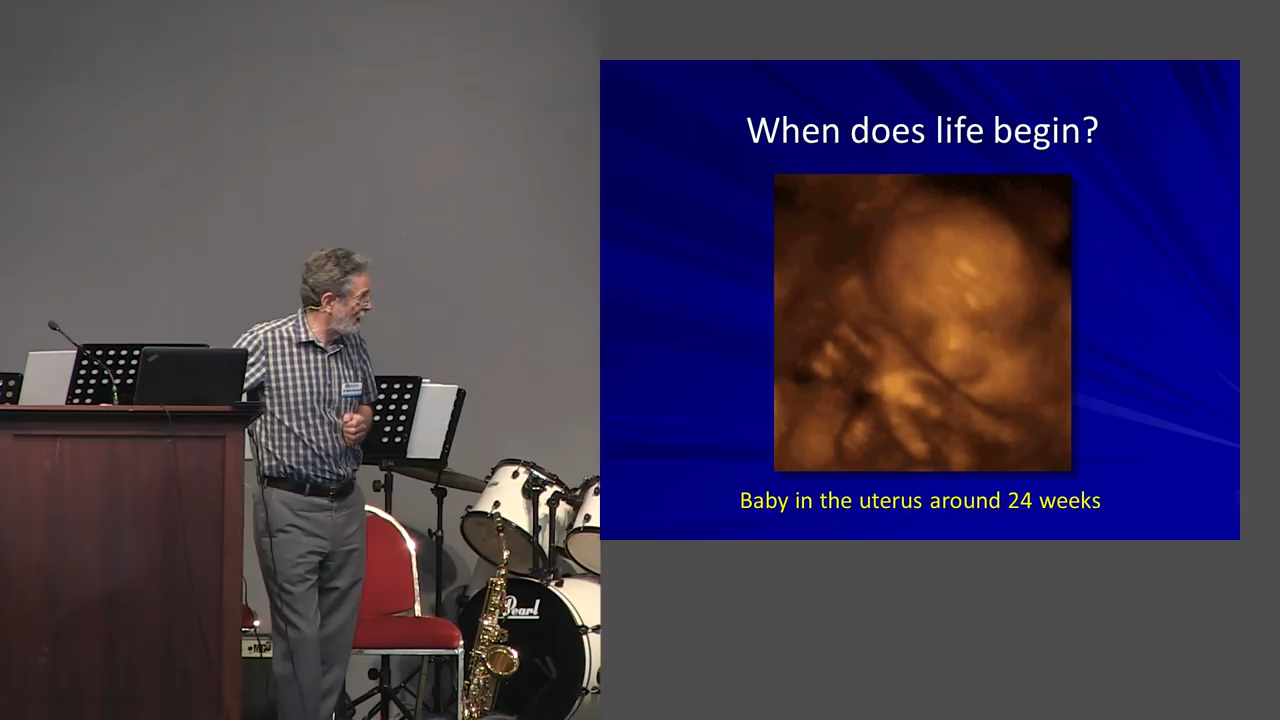 When does life begin?
Baby in the uterus around 24 weeks
Pearl